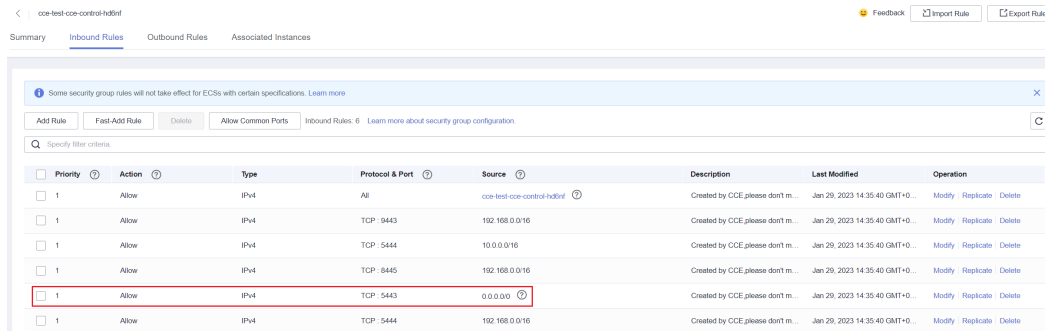 cce-test-cce-control-hd6nf Feedback Import Rule Export Rule
Summary Inbound Rules Outbound Rules Associated Instances
Some security group rules will not take effect for ECSs with certain specifications. Learn more
Add Rule Fast-Add Rule Delete Allow Common Ports Inbound Rules: 6 Learn more about security group configuration.
Specify filter criteria.
Priority Action Type Protocol & Port Source Description Last Modified Operation
1 Allow IPv4 All cce-test-cce-control-hd6nf Created by CCE,please don't m... Jan 29, 2023 14:35:40 GMT+0... Modify Replicate Delete
1 Allow IPv4 TCP : 9443 192.168.0.0/16 Created by CCE,please don't m... Jan 29, 2023 14:35:40 GMT+0... Modify Replicate Delete
1 Allow IPv4 TCP : 5444 10.0.0.0/16 Created by CCE,please don't m... Jan 29, 2023 14:35:40 GMT+0... Modify Replicate Delete
1 Allow IPv4 TCP : 8445 192.168.0.0/16 Created by CCE,please don't m... Jan 29, 2023 14:35:40 GMT+0... Modify Replicate Delete
1 Allow IPv4 TCP : 5443 0.0.0.0/0 Created by CCE,please don't m... Jan 29, 2023 14:35:40 GMT+0... Modify Replicate Delete
1 Allow IPv4 TCP : 5444 192.168.0.0/16 Created by CCE,please don't m... Jan 29, 2023 14:35:40 GMT+0... Modify Replicate Delete